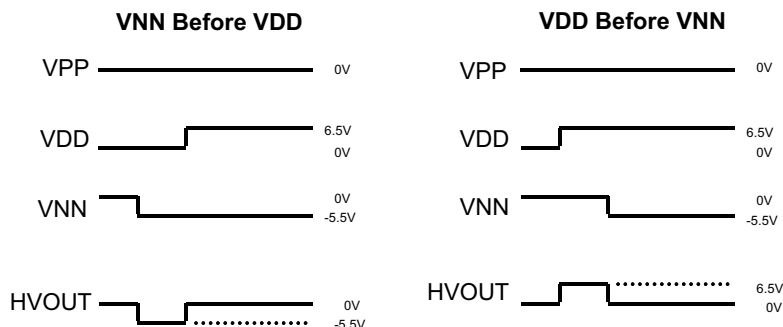 VNN Before VDD
VPP 0V
VDD 6.5V
0V
VNN 0V
-5.5V
HVOUT 0V
-5.5V
VDD Before VNN
VPP 0V
VDD 6.5V
0V
VNN 0V
-5.5V
HVOUT 6.5V
0V